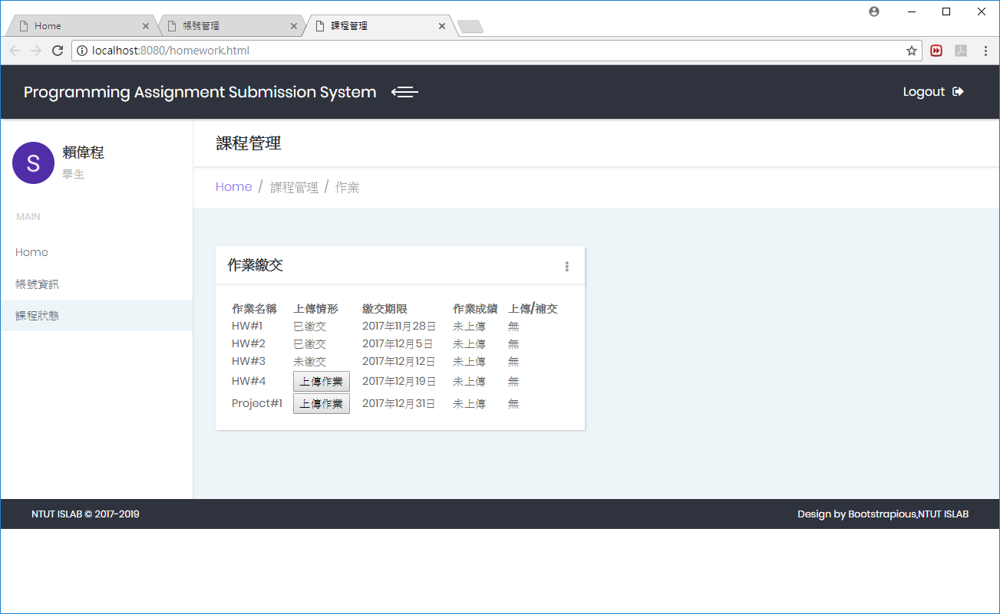 Home
帳號管理
課程管理
localhost:8080/homework.html
Programming Assignment Submission System
Logout
S
賴偉程
學生
MAIN
Home
帳號資訊
課程狀態
課程管理
Home / 課程管理 / 作業
作業繳交
作業名稱 上傳情形 繳交期限 作業成績 上傳/補交
HW#1 已繳交 2017年11月28日 未上傳 無
HW#2 已繳交 2017年12月5日 未上傳 無
HW#3 未繳交 2017年12月12日 未上傳 無
HW#4 上傳作業 2017年12月19日 未上傳 無
Project#1 上傳作業 2017年12月31日 未上傳 無
NTUT ISLAB © 2017-2019
Design by Bootstrapious,NTUT ISLAB